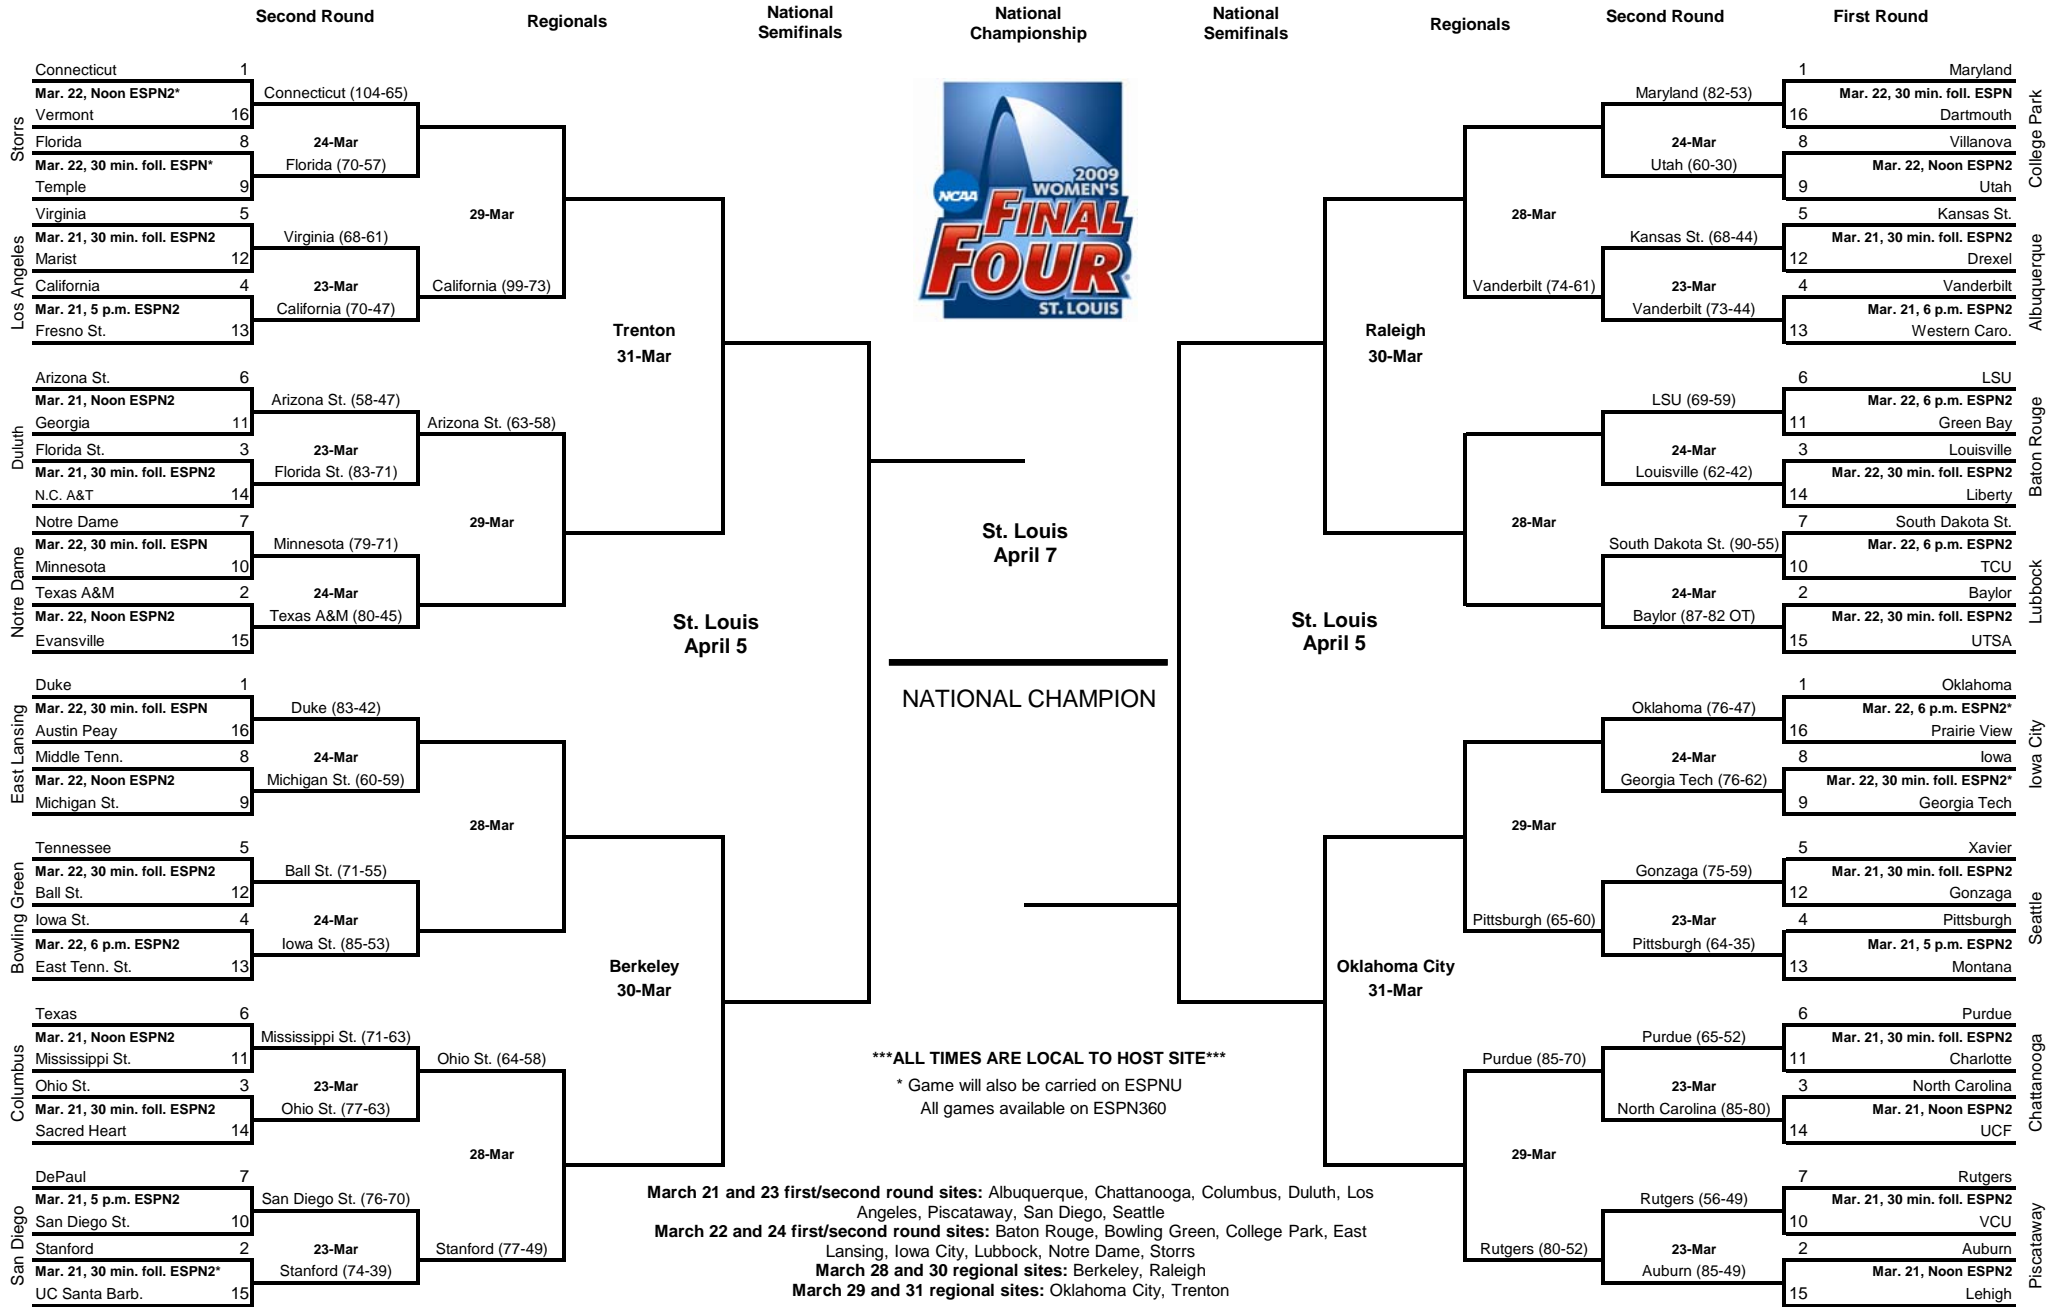 Second Round
Regionals
National
Semifinals
National
Championship
National
Semifinals
Regionals
Second Round
First Round
Storrs
Connecticut 1
Mar. 22, Noon ESPN2*
Vermont 16
Florida 8
Mar. 22, 30 min. foll. ESPN*
Temple 9
Los Angeles
Virginia 5
Mar. 21, 30 min. foll. ESPN2
Marist 12
California 4
Mar. 21, 5 p.m. ESPN2
Fresno St. 13
Duluth
Arizona St. 6
Mar. 21, Noon ESPN2
Georgia 11
Florida St. 3
Mar. 21, 30 min. foll. ESPN2
N.C. A&T 14
Notre Dame
Notre Dame 7
Mar. 22, 30 min. foll. ESPN
Minnesota 10
Texas A&M 2
Mar. 22, Noon ESPN2
Evansville 15
East Lansing
Duke 1
Mar. 22, 30 min. foll. ESPN
Austin Peay 16
Middle Tenn. 8
Mar. 22, Noon ESPN2
Michigan St. 9
Bowling Green
Tennessee 5
Mar. 22, 30 min. foll. ESPN2
Ball St. 12
Iowa St. 4
Mar. 22, 6 p.m. ESPN2
East Tenn. St. 13
Columbus
Texas 6
Mar. 21, Noon ESPN2
Mississippi St. 11
Ohio St. 3
Mar. 21, 30 min. foll. ESPN2
Sacred Heart 14
San Diego
DePaul 7
Mar. 21, 5 p.m. ESPN2
San Diego St. 10
Stanford 2
Mar. 21, 30 min. foll. ESPN2*
UC Santa Barb. 15
Connecticut (104-65)
24-Mar
Florida (70-57)
Virginia (68-61)
23-Mar
California (70-47)
Arizona St. (58-47)
23-Mar
Florida St. (83-71)
Minnesota (79-71)
24-Mar
Texas A&M (80-45)
Duke (83-42)
24-Mar
Michigan St. (60-59)
Ball St. (71-55)
24-Mar
Iowa St. (85-53)
Mississippi St. (71-63)
23-Mar
Ohio St. (77-63)
San Diego St. (76-70)
23-Mar
Stanford (74-39)
29-Mar
California (99-73)
Arizona St. (63-58)
29-Mar
28-Mar
Ohio St. (64-58)
28-Mar
Stanford (77-49)
Trenton
31-Mar
Berkeley
30-Mar
St. Louis
April 5
NCAA
2009
WOMEN'S
FINAL
FOUR
ST. LOUIS
St. Louis
April 7
NATIONAL CHAMPION
***ALL TIMES ARE LOCAL TO HOST SITE***
* Game will also be carried on ESPNU
All games available on ESPN360
March 21 and 23 first/second round sites: Albuquerque, Chattanooga, Columbus, Duluth, Los
Angeles, Piscataway, San Diego, Seattle
March 22 and 24 first/second round sites: Baton Rouge, Bowling Green, College Park, East
Lansing, Iowa City, Lubbock, Notre Dame, Storrs
March 28 and 30 regional sites: Berkeley, Raleigh
March 29 and 31 regional sites: Oklahoma City, Trenton
St. Louis
April 5
Raleigh
30-Mar
Oklahoma City
31-Mar
28-Mar
Vanderbilt (74-61)
28-Mar
29-Mar
Pittsburgh (65-60)
Purdue (85-70)
29-Mar
Rutgers (80-52)
Maryland (82-53)
24-Mar
Utah (60-30)
Kansas St. (68-44)
23-Mar
Vanderbilt (73-44)
LSU (69-59)
24-Mar
Louisville (62-42)
South Dakota St. (90-55)
24-Mar
Baylor (87-82 OT)
Oklahoma (76-47)
24-Mar
Georgia Tech (76-62)
Gonzaga (75-59)
23-Mar
Pittsburgh (64-35)
Purdue (65-52)
23-Mar
North Carolina (85-80)
Rutgers (56-49)
23-Mar
Auburn (85-49)
College Park
1 Maryland
Mar. 22, 30 min. foll. ESPN
16 Dartmouth
8 Villanova
Mar. 22, Noon ESPN2
9 Utah
Albuquerque
5 Kansas St.
Mar. 21, 30 min. foll. ESPN2
12 Drexel
4 Vanderbilt
Mar. 21, 6 p.m. ESPN2
13 Western Caro.
Baton Rouge
6 LSU
Mar. 22, 6 p.m. ESPN2
11 Green Bay
3 Louisville
Mar. 22, 30 min. foll. ESPN2
14 Liberty
Lubbock
7 South Dakota St.
Mar. 22, 6 p.m. ESPN2
10 TCU
2 Baylor
Mar. 22, 30 min. foll. ESPN2
15 UTSA
Iowa City
1 Oklahoma
Mar. 22, 6 p.m. ESPN2*
16 Prairie View
8 Iowa
Mar. 22, 30 min. foll. ESPN2*
9 Georgia Tech
Seattle
5 Xavier
Mar. 21, 30 min. foll. ESPN2
12 Gonzaga
4 Pittsburgh
Mar. 21, 5 p.m. ESPN2
13 Montana
Chattanooga
6 Purdue
Mar. 21, 30 min. foll. ESPN2
11 Charlotte
3 North Carolina
Mar. 21, Noon ESPN2
14 UCF
Piscataway
7 Rutgers
Mar. 21, 30 min. foll. ESPN2
10 VCU
2 Auburn
Mar. 21, Noon ESPN2
15 Lehigh